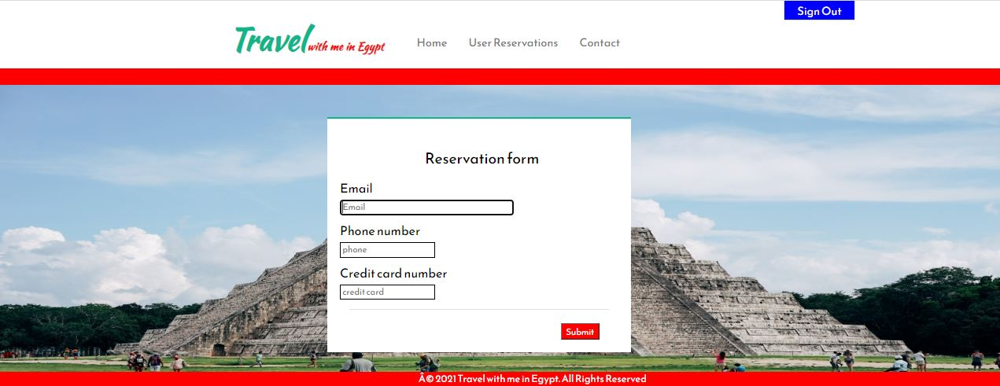 Sign Out
Travel with me in Egypt
Home User Reservations Contact
Reservation form
Email
Email
Phone number
phone
Credit card number
credit card
Submit
Â© 2021 Travel with me in Egypt. All Rights Reserved